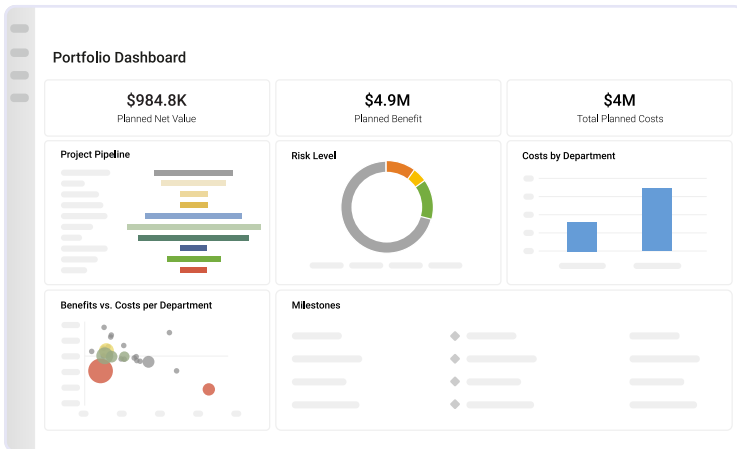 Portfolio Dashboard
$984.8K
Planned Net Value
$4.9M
Planned Benefit
$4M
Total Planned Costs
Project Pipeline
Risk Level
Costs by Department
Benefits vs. Costs per Department
Milestones